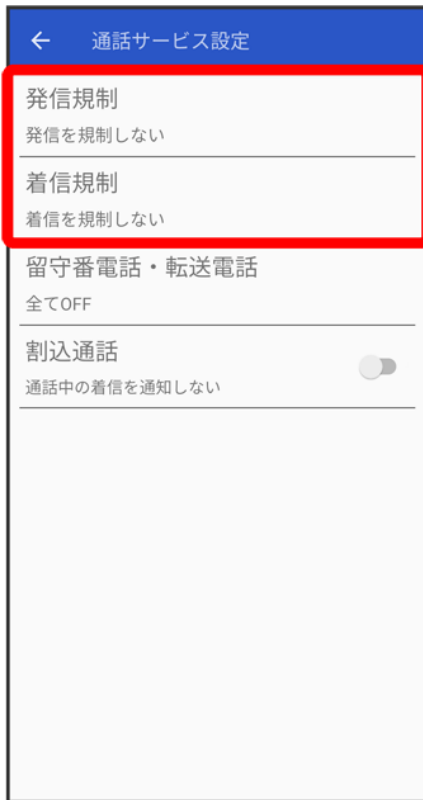 通話サービス設定
発信規制
発信を規制しない
着信規制
着信を規制しない
留守番電話・転送電話
全てOFF
割込通話
通話中の着信を通知しない